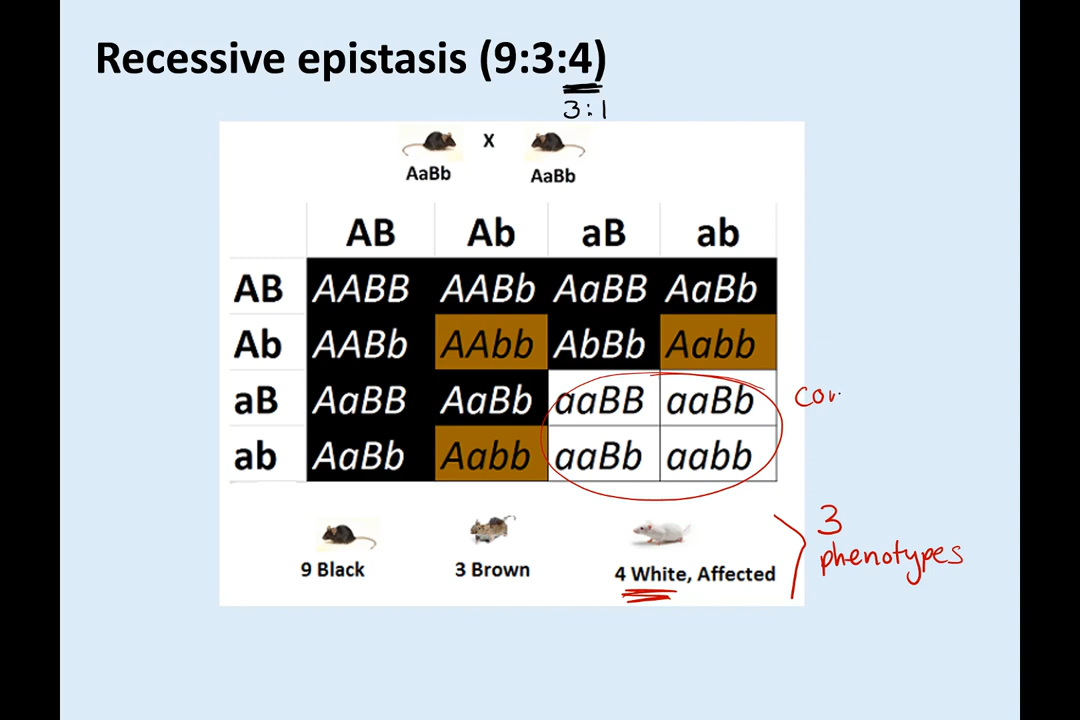 Recessive epistasis (9:3:4)
3:1
X
AaBb AaBb
AB Ab aB ab
AB AABB AABb AaBB AaBb
Ab AABb AAbb AbBb Aabb
aB AaBB AaBb aaBB aaBb
ab AaBb Aabb aaBb aabb
3
phenotypes
9 Black 3 Brown 4 White, Affected